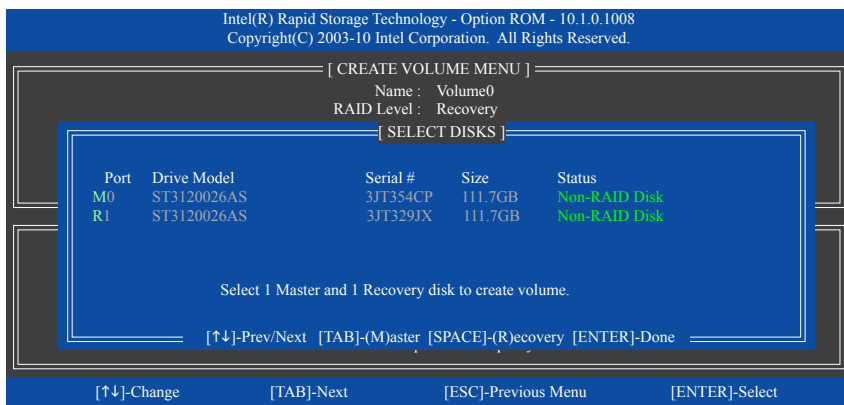 Intel(R) Rapid Storage Technology - Option ROM - 10.1.0.1008
Copyright(C) 2003-10 Intel Corporation. All Rights Reserved.
[ CREATE VOLUME MENU ]
Name : Volume0
RAID Level : Recovery
[ SELECT DISKS ]
Port Drive Model Serial # Size Status
M0 ST3120026AS 3JT354CP 111.7GB Non-RAID Disk
R1 ST3120026AS 3JT329JX 111.7GB Non-RAID Disk
Select 1 Master and 1 Recovery disk to create volume.
[↑↓]-Prev/Next [TAB]-(M)aster [SPACE]-(R)ecovery [ENTER]-Done
[↑↓]-Change [TAB]-Next [ESC]-Previous Menu [ENTER]-Select